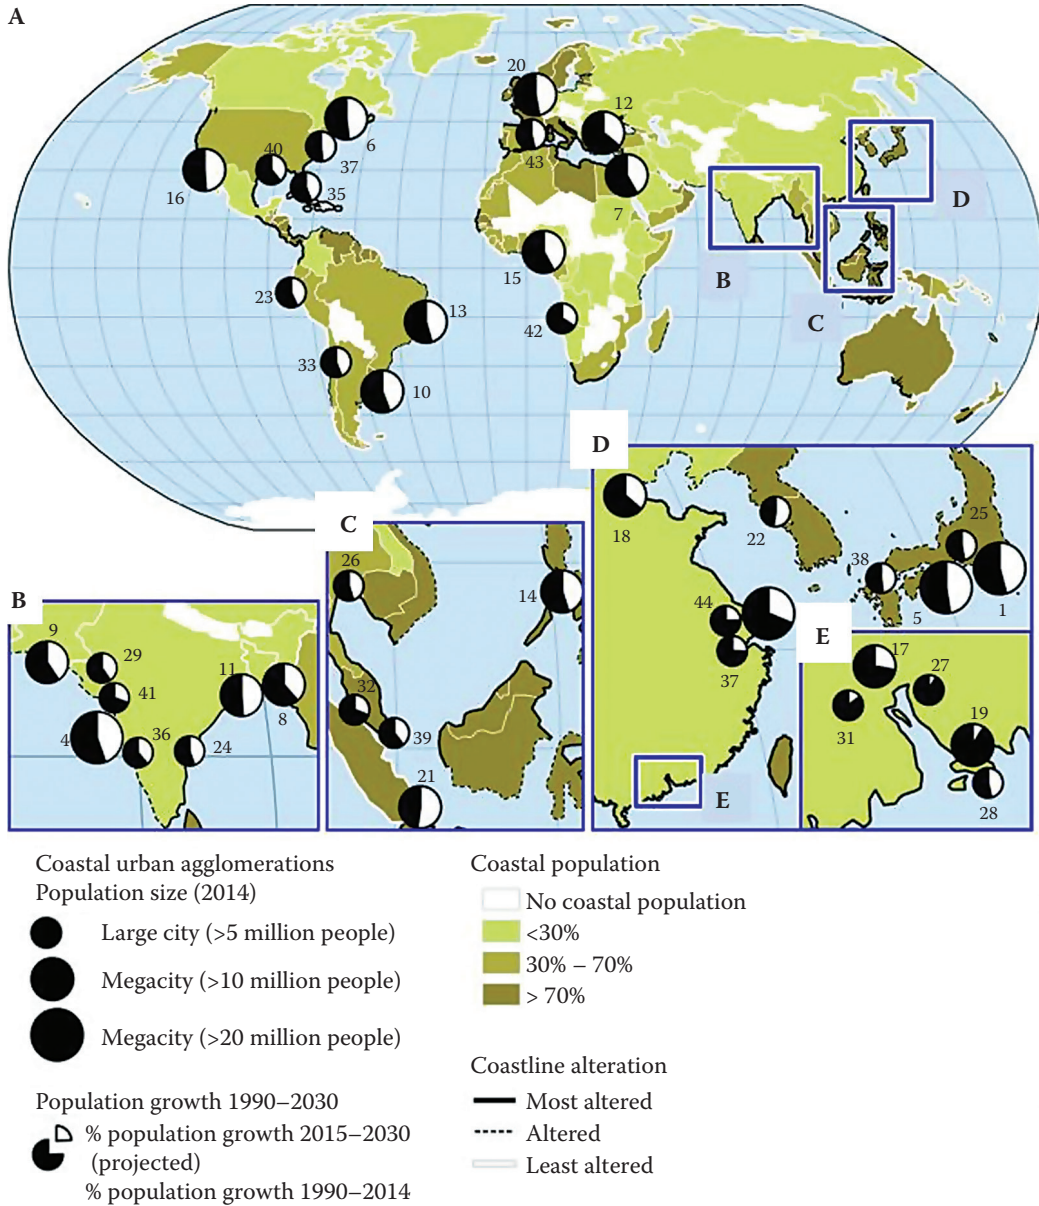 A
20
12
6
40
37
43
16
35
7
D
15
B
23
13
42
C
33
10
D
C
25
18
22
38
26
B
14
44
1
5
E
9
17
27
29
11
37
32
41
19
4
36
8
39
24
31
21
E
28
Coastal urban agglomerations
Population size (2014)
Large city (>5 million people)
Megacity (>10 million people)
Megacity (>20 million people)
Population growth 1990–2030
% population growth 2015–2030
(projected)
% population growth 1990–2014
Coastal population
No coastal population
<30%
30% – 70%
> 70%
Coastline alteration
Most altered
Altered
Least altered